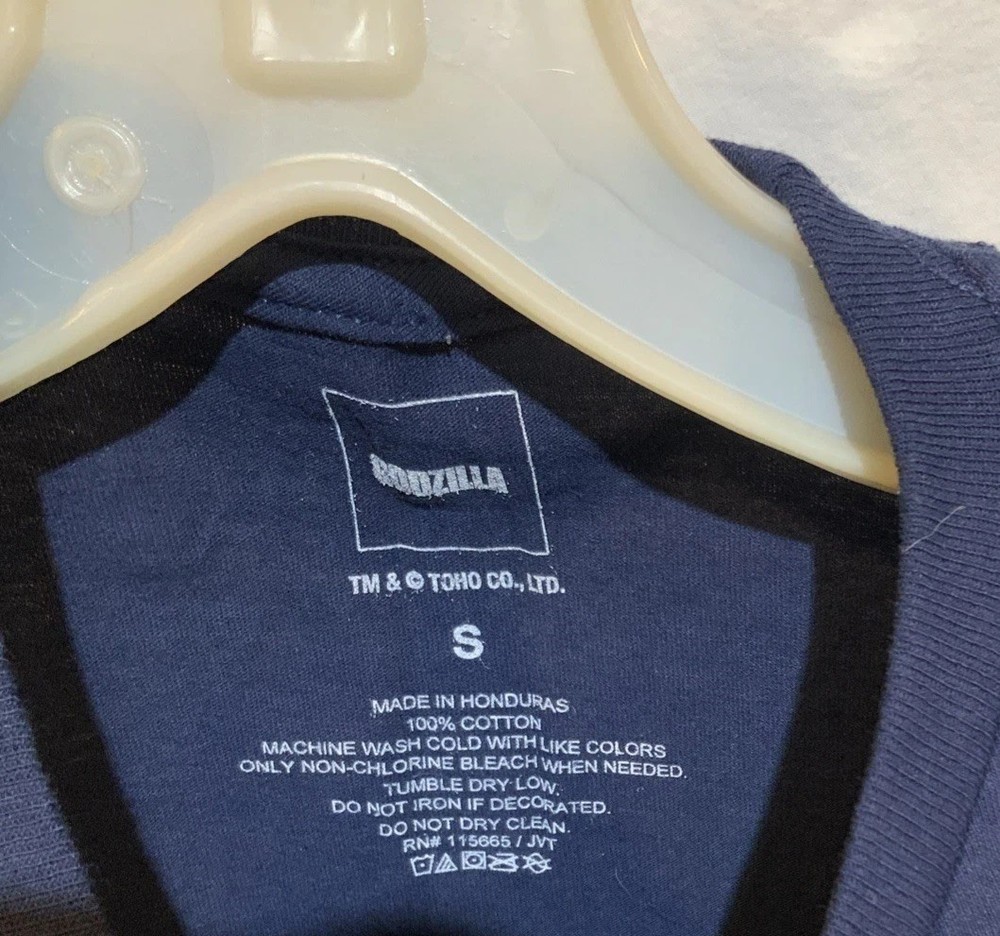 GODZILLA
TM & © TOHO CO., LTD.
S
MADE IN HONDURAS
100% COTTON
MACHINE WASH COLD WITH LIKE COLORS
ONLY NON-CHLORINE BLEACH WHEN NEEDED.
TUMBLE DRY LOW.
DO NOT IRON IF DECORATED.
DO NOT DRY CLEAN.
RN# 115665 / JVT